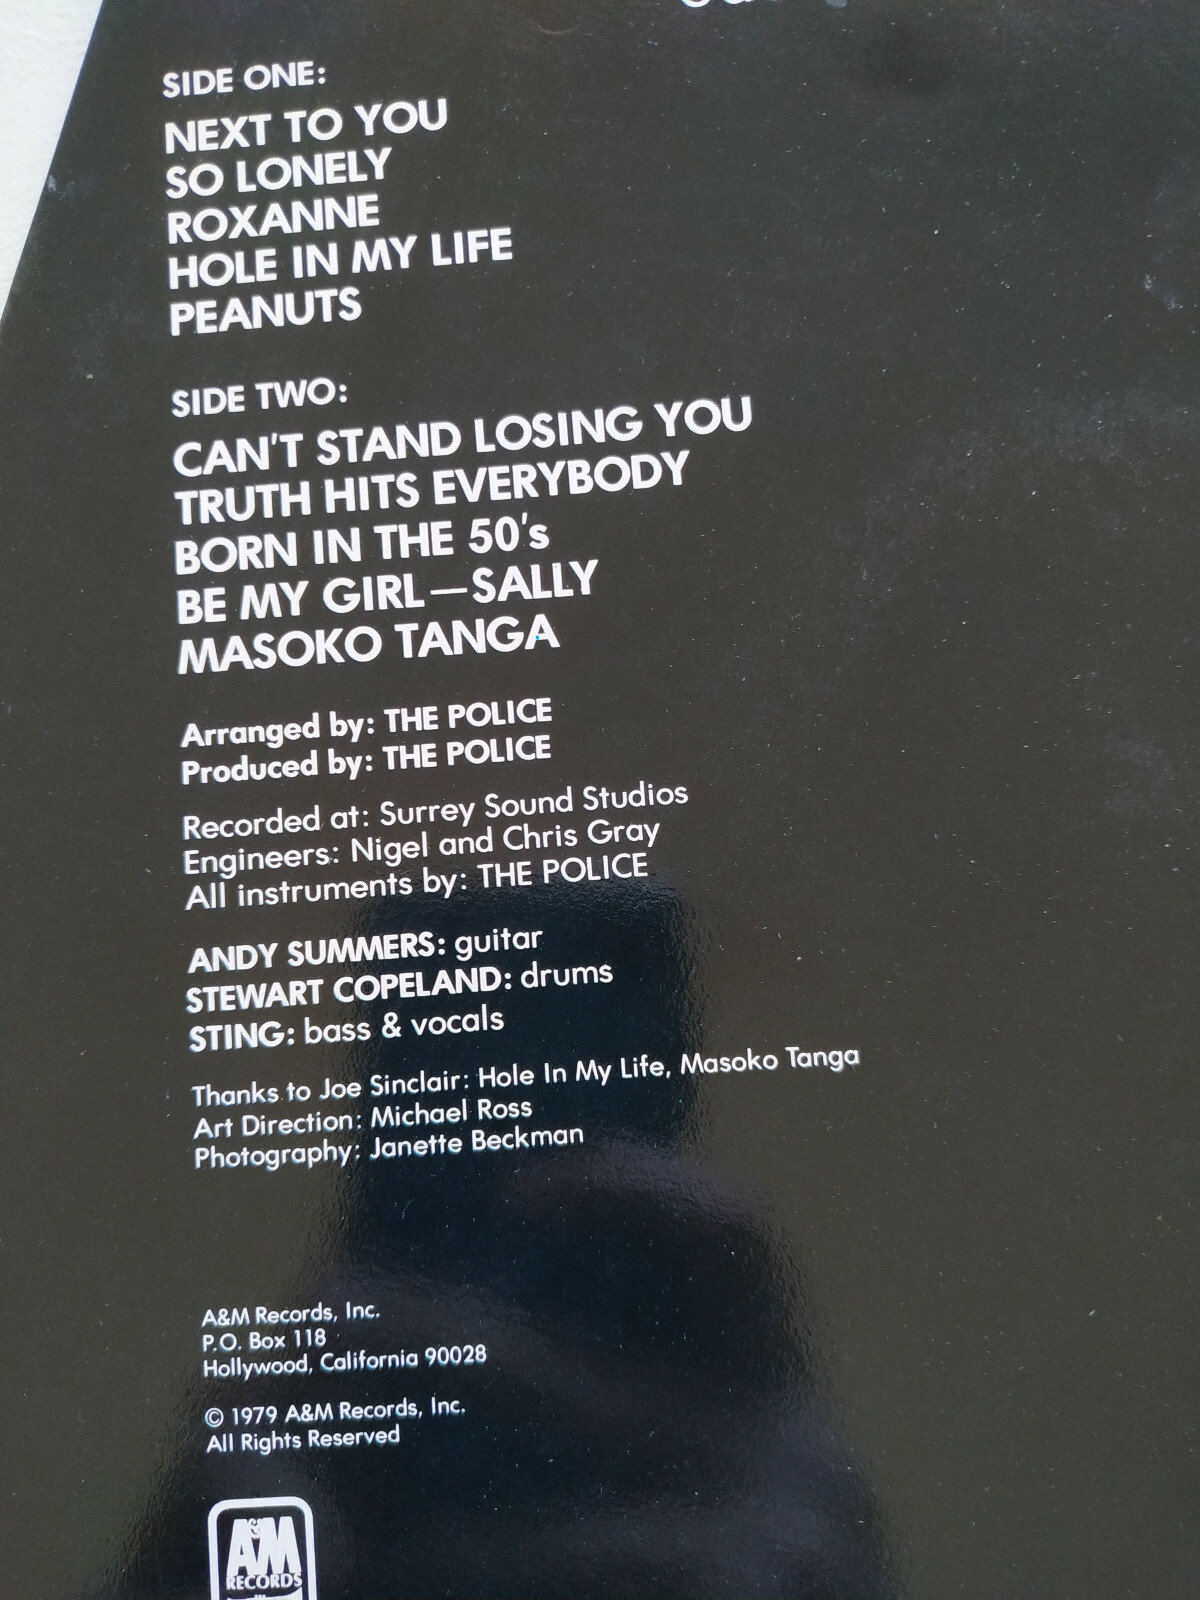 SIDE ONE:
NEXT TO YOU
SO LONELY
ROXANNE
HOLE IN MY LIFE
PEANUTS
SIDE TWO:
CAN'T STAND LOSING YOU
TRUTH HITS EVERYBODY
BORN IN THE 50's
BE MY GIRL—SALLY
MASOKO TANGA
Arranged by: THE POLICE
Produced by: THE POLICE
Recorded at: Surrey Sound Studios
Engineers: Nigel and Chris Gray
All instruments by: THE POLICE
ANDY SUMMERS: guitar
STEWART COPELAND: drums
STING: bass & vocals
Thanks to Joe Sinclair: Hole In My Life, Masoko Tanga
Art Direction: Michael Ross
Photography: Janette Beckman
A&M Records, Inc.
P.O. Box 118
Hollywood, California 90028
© 1979 A&M Records, Inc.
All Rights Reserved
A&M
RECORDS